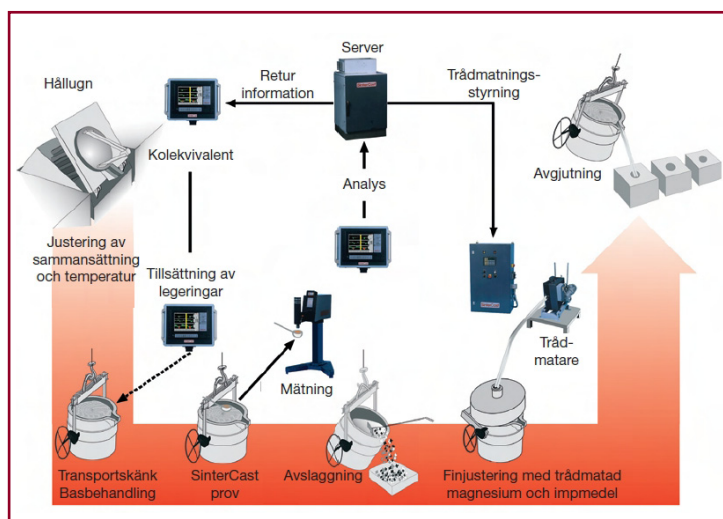 Server
Hållugn
Retur
information
Trådmatnings-
styrning
Kolekvivalent
Avgjutning
Analys
Justering av
sammansättning
och temperatur
Tillsättning av
legeringar
Mätning
Tråd-
matare
Transportskänk
Basbehandling
SinterCast
prov
Avslaggning
Finjustering med trådmatad
magnesium och impmedel